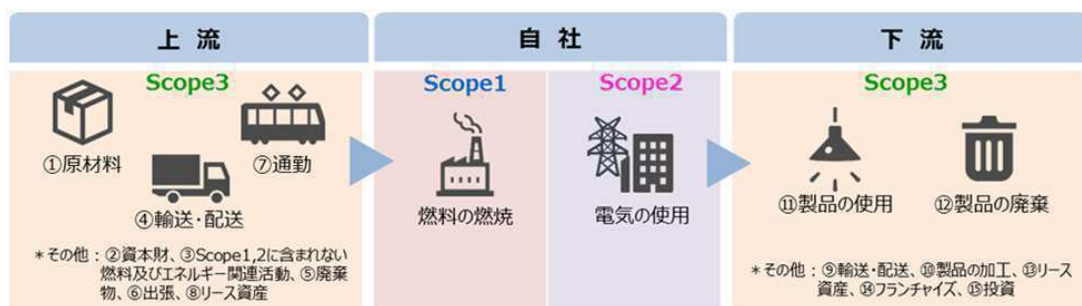 上流
自社
下流
Scope3
①原材料
⑦通勤
④輸送・配送
＊その他：②資本財、③Scope1,2に含まれない
燃料及びエネルギー関連活動、⑤廃棄
物、⑥出張、⑧リース資産
Scope1
燃料の燃焼
Scope2
電気の使用
Scope3
⑪製品の使用
⑫製品の廃棄
＊その他：⑨輸送・配送、⑩製品の加工、⑬リース
資産、⑭フランチャイズ、⑮投資